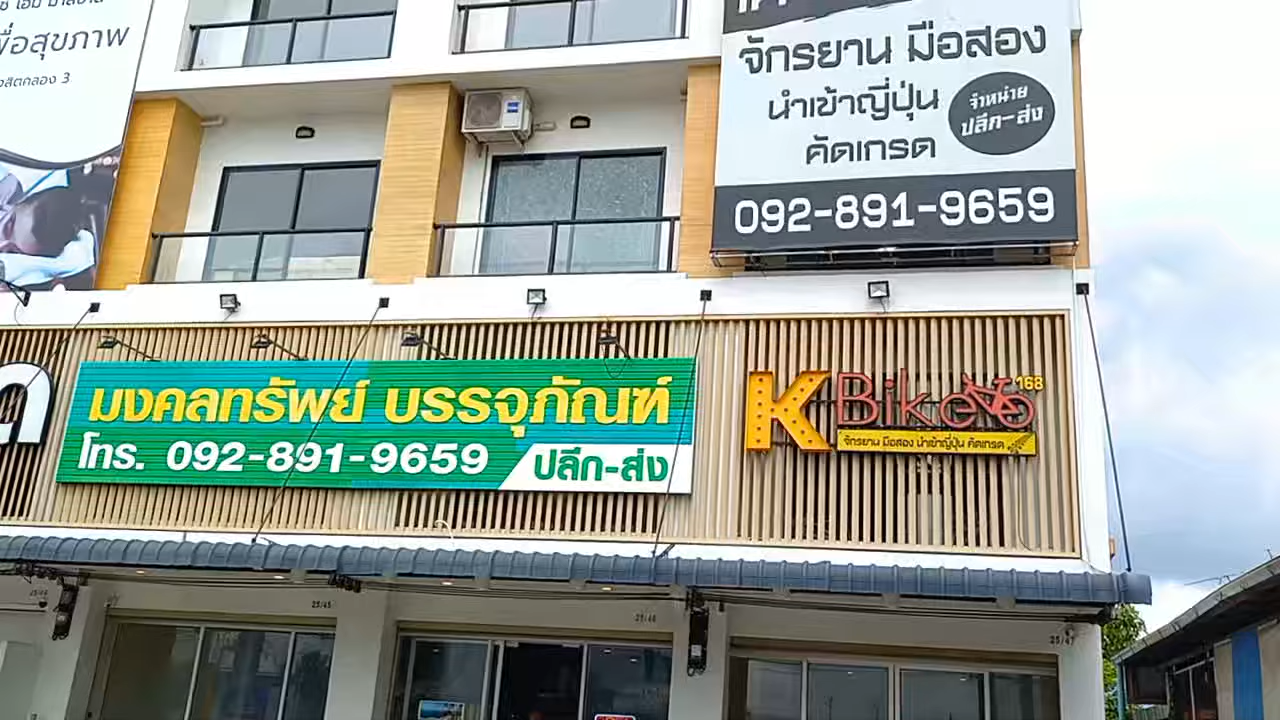 เพื่อสุขภาพ
จักรยาน มือสอง
นำเข้าญี่ปุ่น
คัดเกรด
จำหน่าย
ปลีก-ส่ง
092-891-9659
มงคลทรัพย์ บรรจุภัณฑ์
โทร. 092-891-9659
ปลีก-ส่ง
K Bike 168
จักรยาน มือสอง นำเข้าญี่ปุ่น คัดเกรด
25/45
25/46
25/47